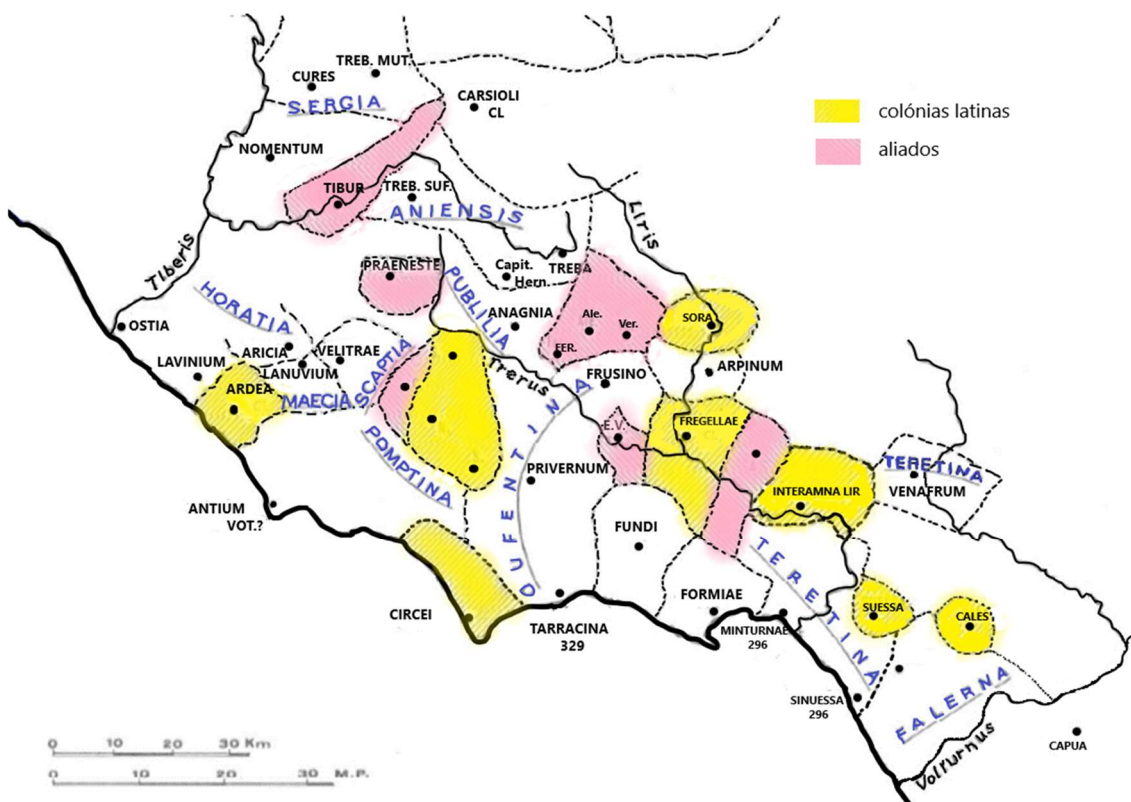 TREB. MUT.
CURES
SERGIA
CARSIOLI
CL
colónias latinas
aliados
NOMENTUM
TIBUR
TREB. SUF.
ANIENSIS
Liris
Tiberis
PRAENESTE
PUBLILIA
Capit.
Hern.
TREBA
HORATIA
ANAGNIA
Ale.
Ver.
SORA
OSTIA
FER.
ARICIA
VELITRAE
LAVINIUM
LANUVIUM
SCAPTIA
Trerus
FRUSINO
ARPINUM
ARDEA
MAECIA
E.V.
FREGELLAE
POMPTINA
OUFENTINA
PRIVERNUM
TERETINA
VENAFRUM
INTERAMNA LIR
ANTIUM
VOT.?
FUNDI
TERETINA
FORMIAE
SUESSA
CALES
CIRCEI
TARRACINA
329
MINTURNAE
296
SINUESSA
296
FALERNA
Volturnus
CAPUA
0 10 20 30 Km
0 10 20 30 M.P.